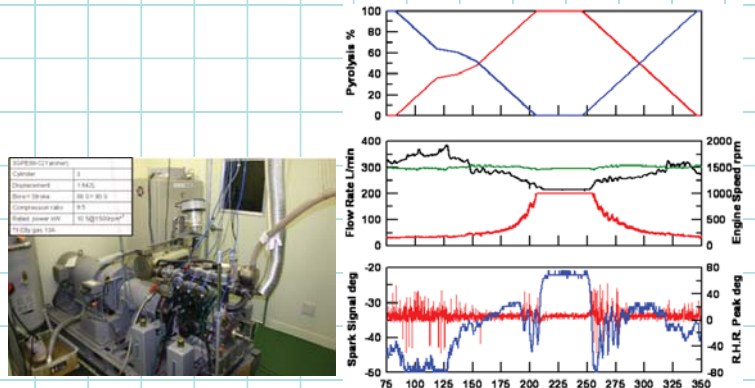 Cylinder 3
Displacement
Compression ratio 9.5
Rated power kW
Pyrolysis %
100
80
60
40
20
0
Flow Rate L/min
400
300
200
100
0
2000
1500
1000
500
0
Engine Speed rpm
Spark Signal deg
-20
-30
-40
-50
80
40
0
-40
-80
R.H.R. Peak deg
75 100 125 150 175 200 225 250 275 300 325 350